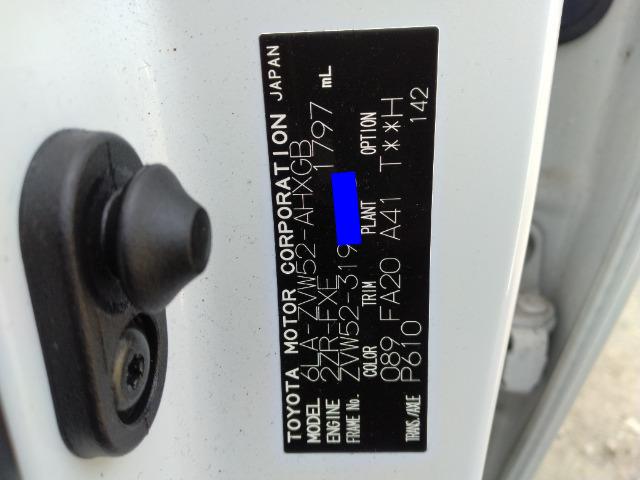 TOYOTA MOTOR CORPORATION JAPAN
MODEL 6LA-ZVW52-AHXGB
ENGINE 2ZR-FXE 1797 mL
FRAME No. ZVW52-319
COLOR TRIM PLANT OPTION
089 FA20 A41 T**H
TRANS./AXLE P610 142